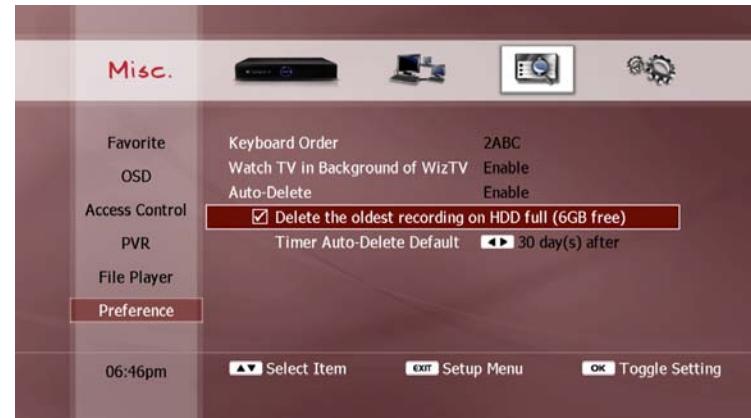 Misc.
Favorite
OSD
Access Control
PVR
File Player
Preference
06:46pm
Keyboard Order 2ABC
Watch TV in Background of WizTV Enable
Auto-Delete Enable
Delete the oldest recording on HDD full (6GB free)
Timer Auto-Delete Default 30 day(s) after
Select Item EXIT Setup Menu OK Toggle Setting